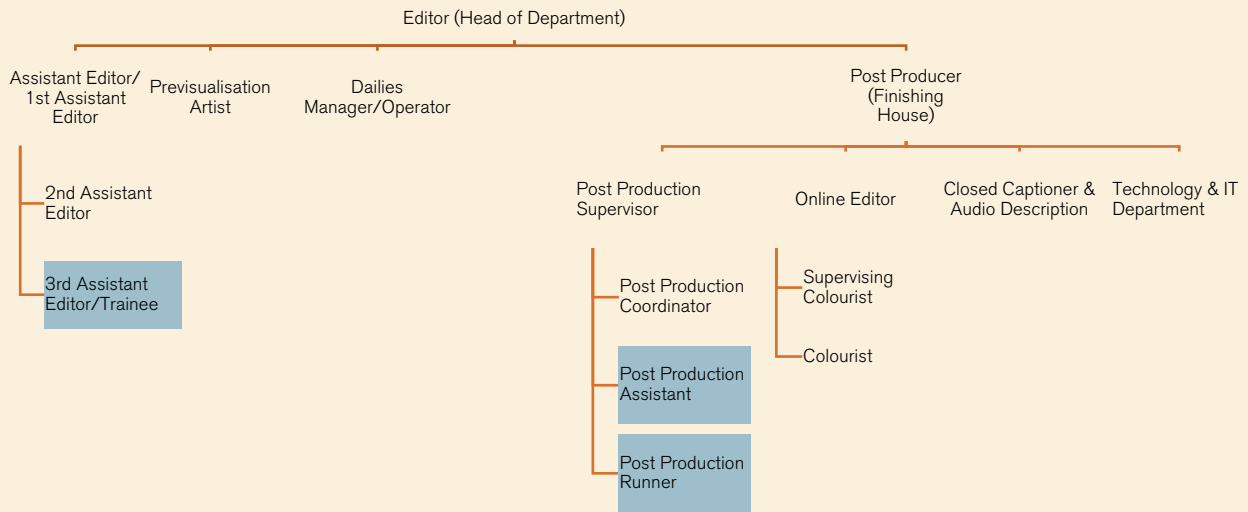 Editor (Head of Department)
Assistant Editor/
1st Assistant
Editor
Previsualisation
Artist
Dailies
Manager/Operator
Post Producer
(Finishing
House)
2nd Assistant
Editor
3rd Assistant
Editor/Trainee
Post Production
Supervisor
Post Production
Coordinator
Post Production
Assistant
Post Production
Runner
Online Editor
Supervising
Colourist
Colourist
Closed Captioner &
Audio Description
Technology & IT
Department